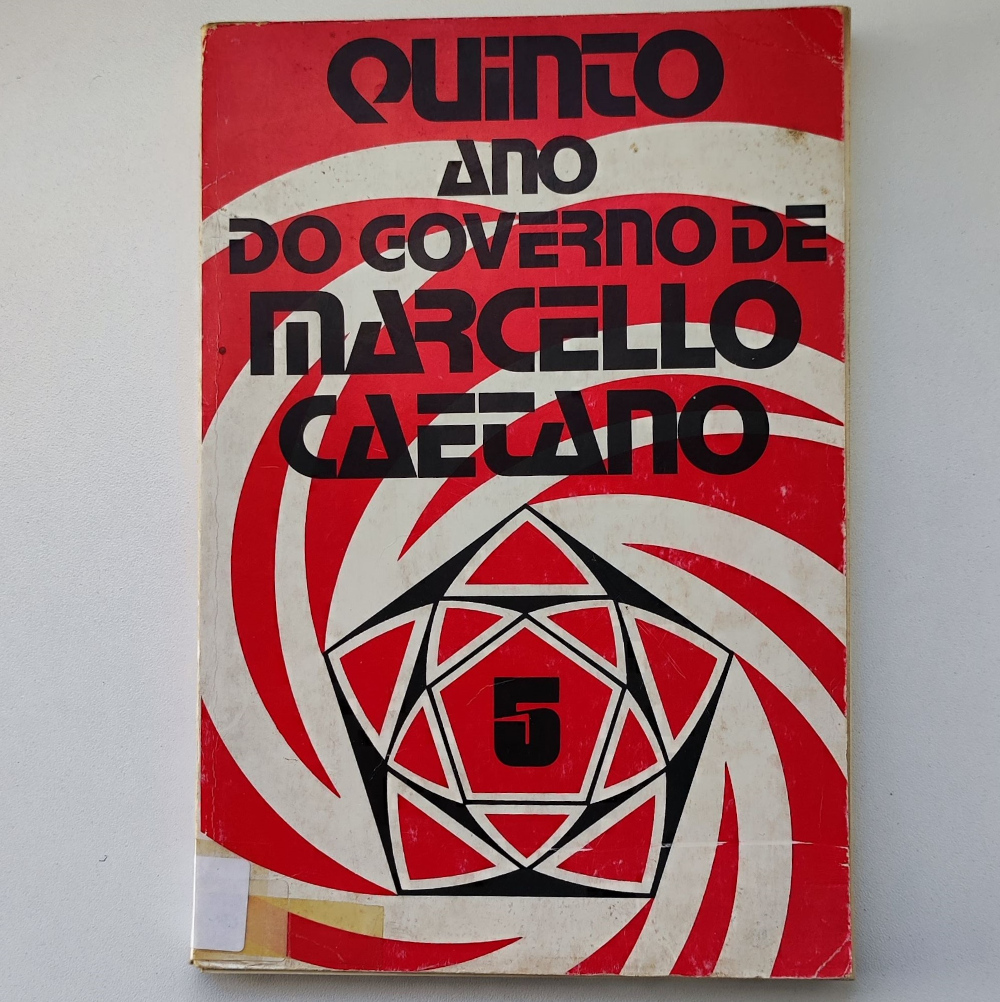 QUINTO
ANO
DO GOVERNO DE
MARCELLO
CAETANO
5